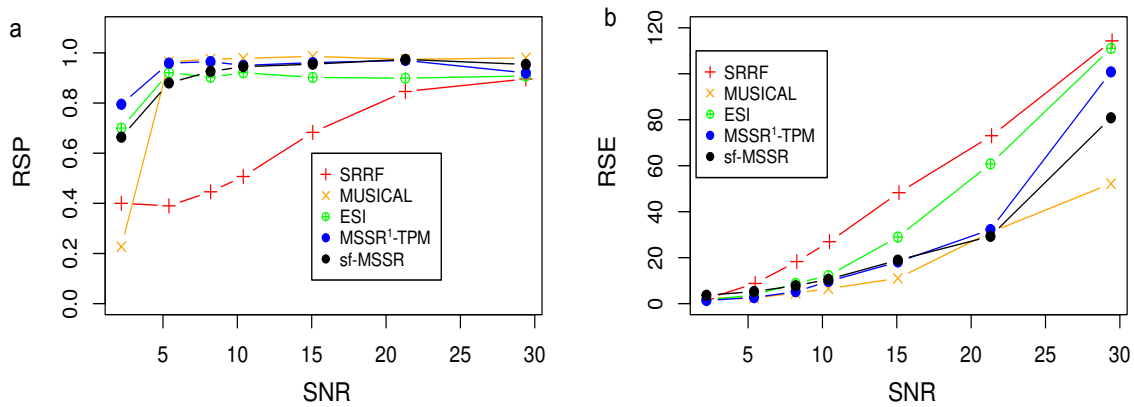 a
RSP
1.0
0.8
0.6
0.4
0.2
0.0
SRRF
MUSICAL
ESI
MSSR¹-TPM
sf-MSSR
5 10 15 20 25 30
SNR
b
RSE
120
80
60
40
20
0
SRRF
MUSICAL
ESI
MSSR¹-TPM
sf-MSSR
5 10 15 20 25 30
SNR